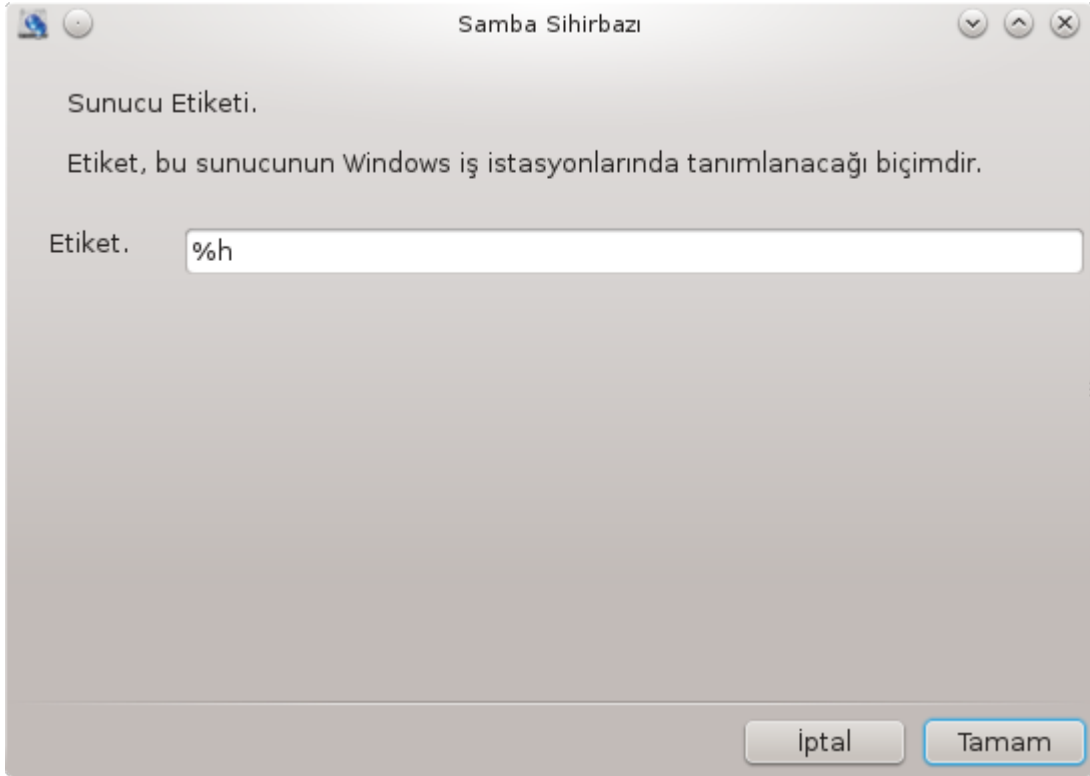 Samba Sihirbazı
Sunucu Etiketi.
Etiket, bu sunucunun Windows iş istasyonlarında tanımlanacağı biçimdir.
Etiket. %h
İptal Tamam